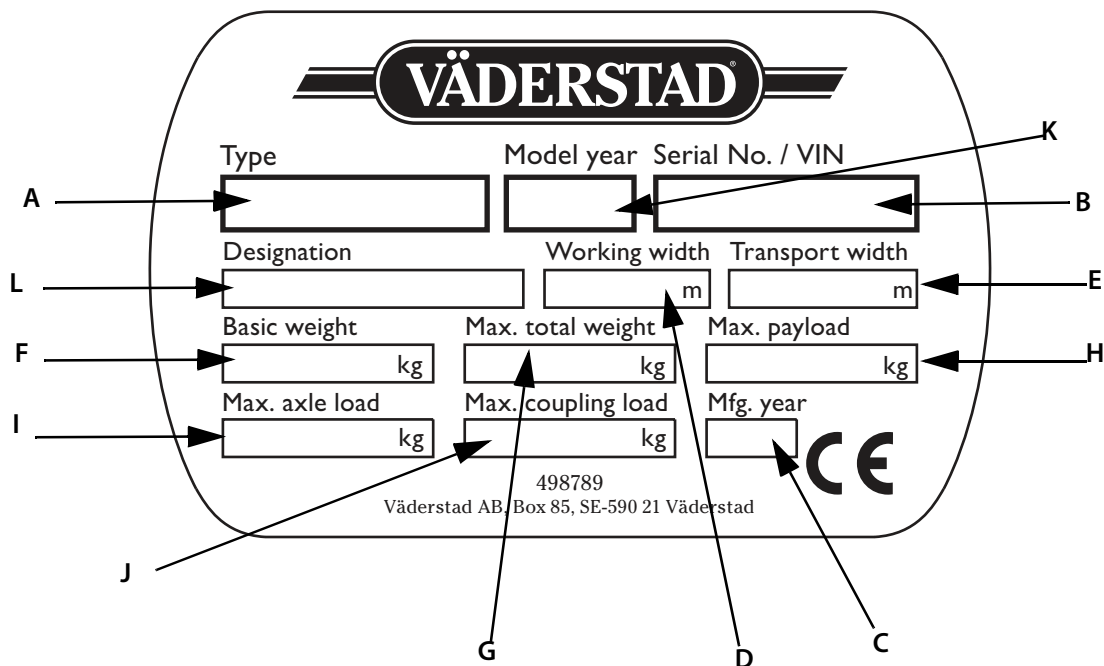 VÄDERSTAD®
K
Type Model year Serial No. / VIN
A B
Designation Working width Transport width
L m m E
Basic weight Max. total weight Max. payload
F kg kg kg H
Max. axle load Max. coupling load Mfg. year
I kg kg CE
498789
Väderstad AB, Box 85, SE-590 21 Väderstad
J
G D C